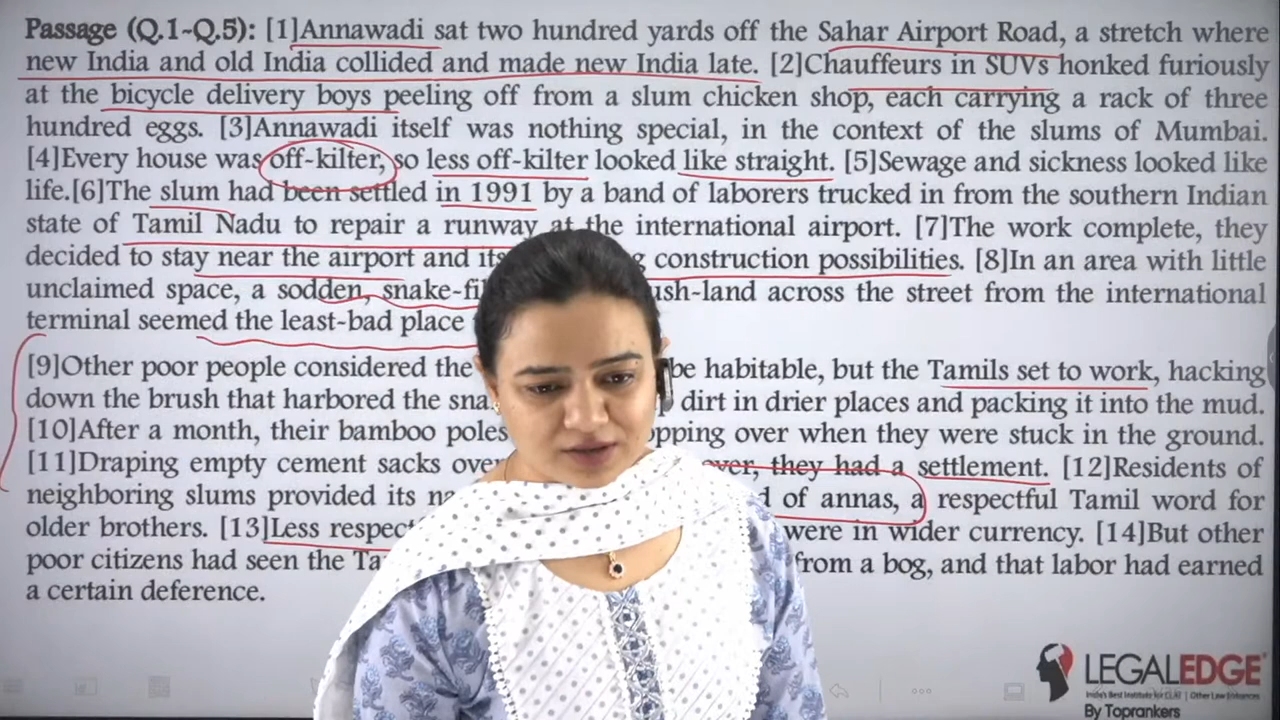 Passage (Q.1-Q.5): [1]Annawadi sat two hundred yards off the Sahar Airport Road, a stretch where
new India and old India collided and made new India late. [2]Chauffeurs in SUVs honked furiously
at the bicycle delivery boys peeling off from a slum chicken shop, each carrying a rack of three
hundred eggs. [3]Annawadi itself was nothing special, in the context of the slums of Mumbai.
[4]Every house was off-kilter, so less off-kilter looked like straight. [5]Sewage and sickness looked like
life.[6]The slum had been settled in 1991 by a band of laborers trucked in from the southern Indian
state of Tamil Nadu to repair a runway at the international airport. [7]The work complete, they
decided to stay near the airport and its construction possibilities. [8]In an area with little
unclaimed space, a sodden, across the street from the international
terminal seemed the least-bad place
[9]Other poor people considered the be habitable, but the Tamils set to work, hacking
down the brush that harbored the dirt in drier places and packing it into the mud.
[10]After a month, their bamboo poles over when they were stuck in the ground.
[11]Draping empty cement sacks they had a settlement. [12]Residents of
neighboring slums provided its of annas, a respectful Tamil word for
older brothers. [13]Less were in wider currency. [14]But other
poor citizens had seen the from a bog, and that labor had earned
a certain deference.
LEGALEDGE
India's Best Institute for CLAT | Other Law Entrances
By Toprankers